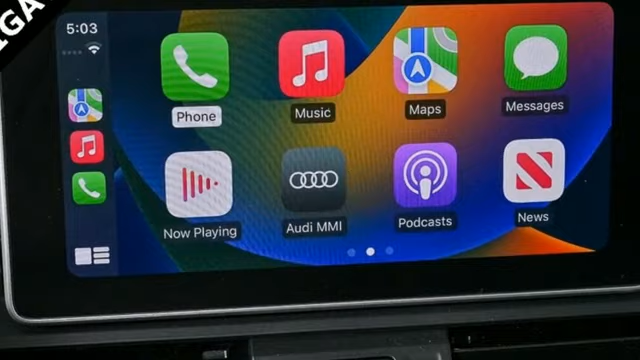 5:03
Phone
Music
Maps
Messages
Now Playing
Audi MMI
Podcasts
News